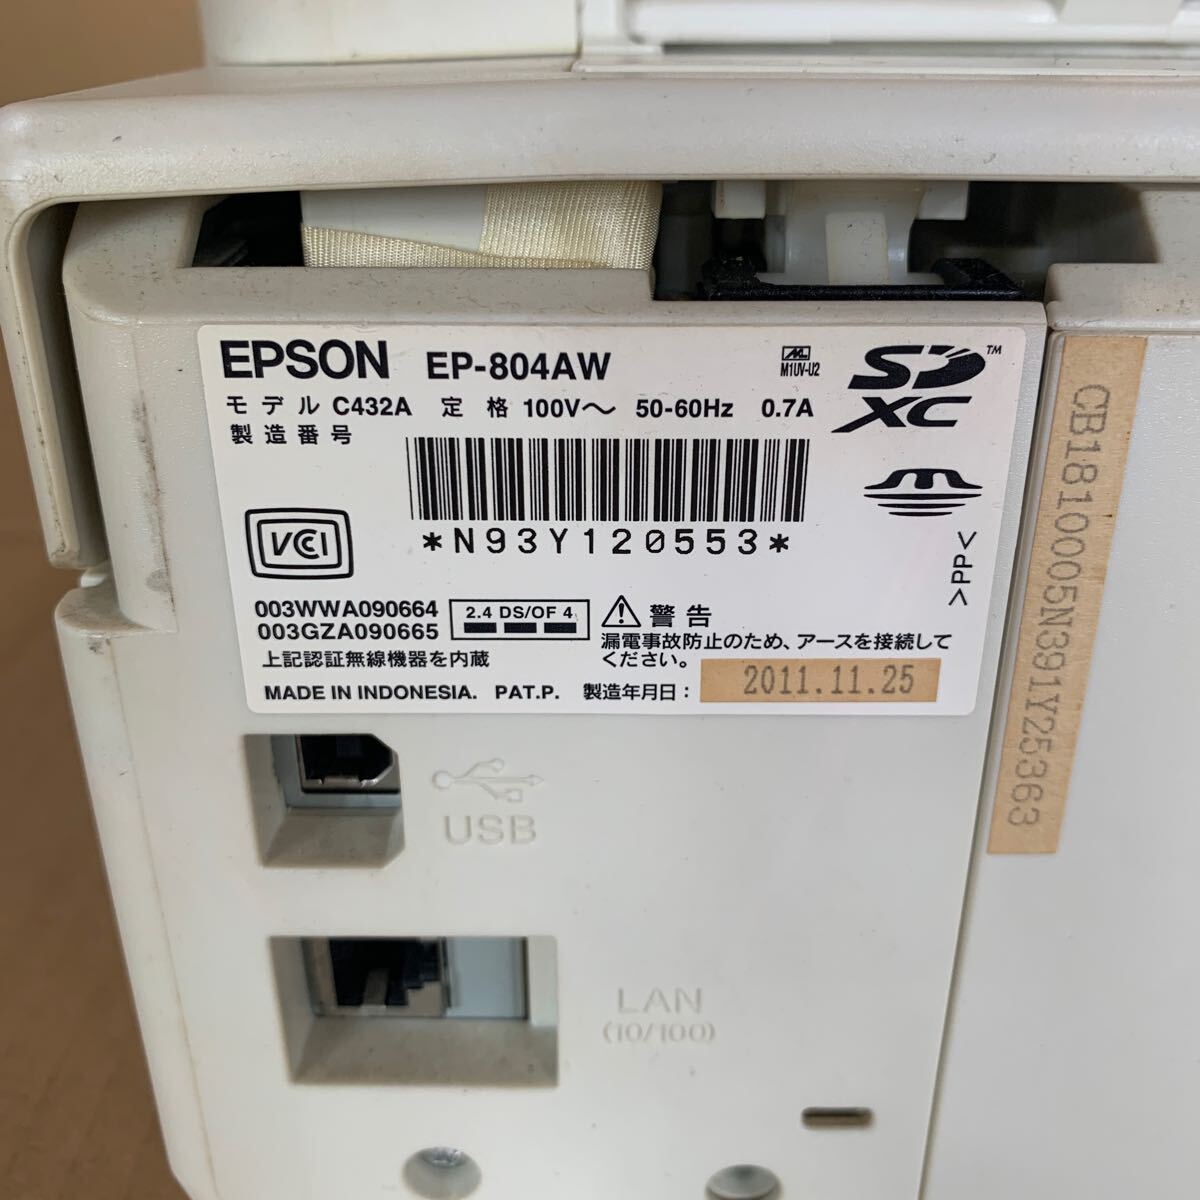 EPSON EP-804AW M1UV-U2 SD XC ™
モデル C432A 定格 100V～ 50-60Hz 0.7A
製造番号
*N93Y120553*
VCCI
>PP<
003WWA090664
003GZA090665
2.4 DS/OF 4
上記認証無線機器を内蔵
警告
漏電事故防止のため、アースを接続して
ください。
MADE IN INDONESIA. PAT.P. 製造年月日: 2011.11.25
CB1810005N391Y25363
USB
LAN
(10/100)